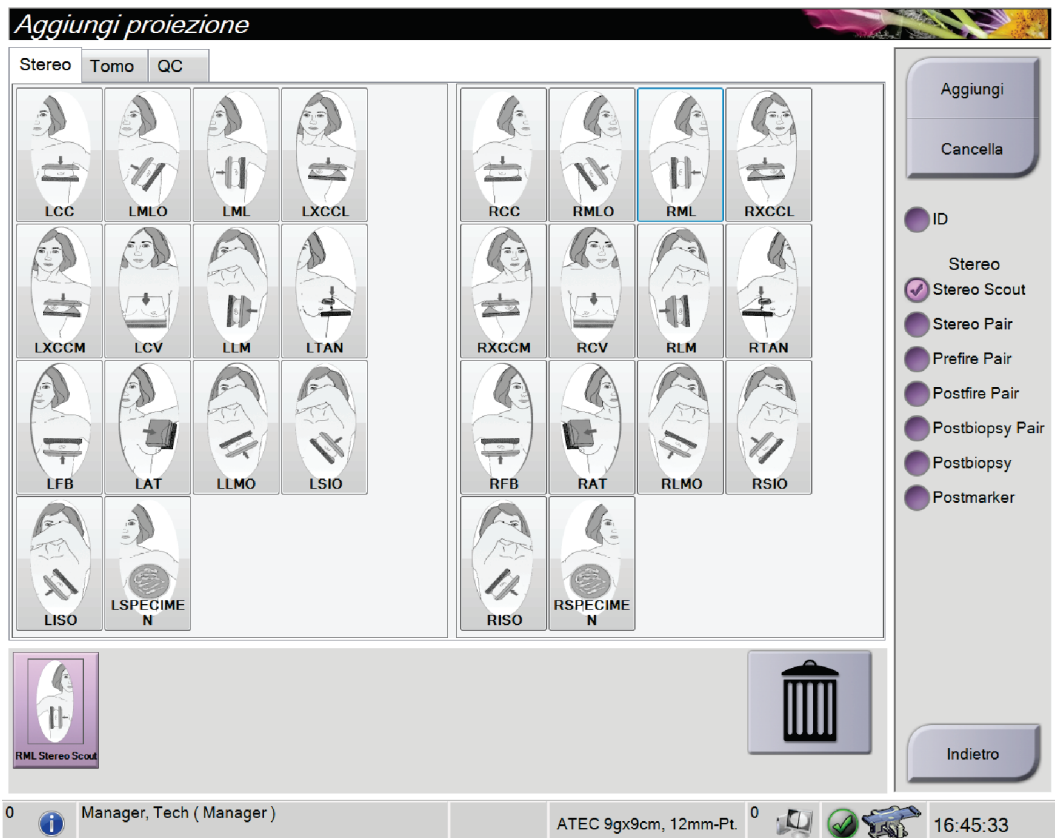 Aggiungi proiezione
Stereo Tomo QC
LCC LMLO LML LXCCL
RCC RMLO RML RXCCL
LXCCM LCV LLM LTAN
RXCCM RCV RLM RTAN
LFB LAT LLMO LSIO
RFB RAT RLMO RSIO
LISO LSPECIME
N
RISO RSPECIME
N
Aggiungi
Cancella
ID
Stereo
Stereo Scout
Stereo Pair
Prefire Pair
Postfire Pair
Postbiopsy Pair
Postbiopsy
Postmarker
RML Stereo Scout
Indietro
0 i Manager, Tech ( Manager ) ATEC 9gx9cm, 12mm-Pt. 0 16:45:33